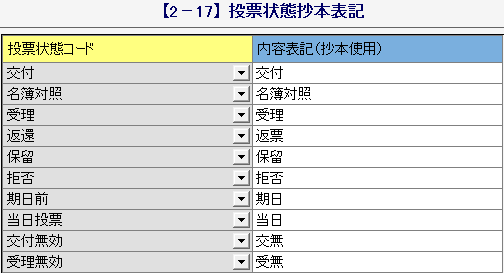 【2－17】投票状態抄本表記
投票状態コード 内容表記(抄本使用)
交付 交付
名簿対照 名簿対照
受理 受理
返還 返票
保留 保留
拒否 拒否
期日前 期日
当日投票 当日
交付無効 交無
受理無効 受無